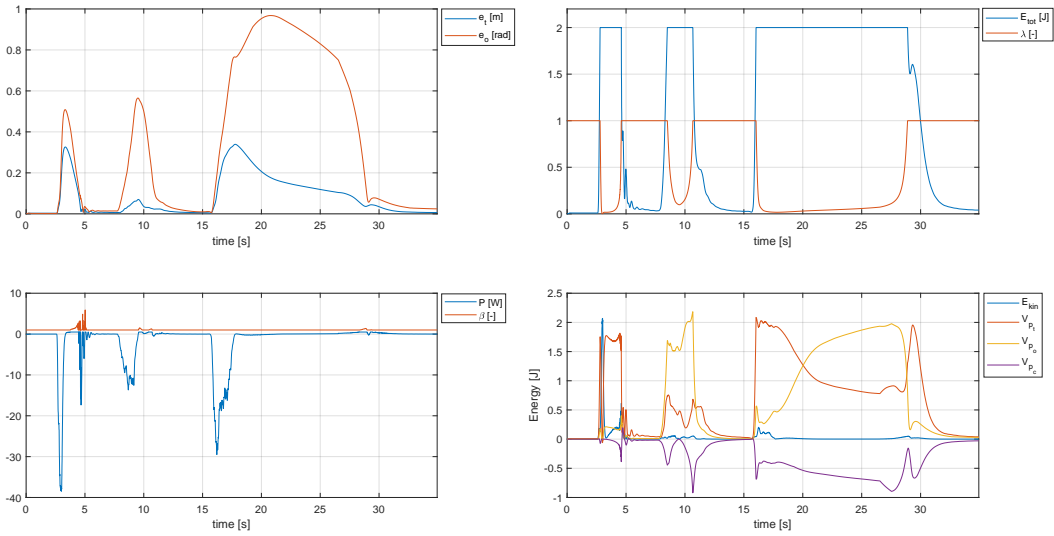 1
0.8
0.6
0.4
0.2
0
0 5 10 15 20 25 30
time [s]
e_t [m]
e_o [rad]
2
1.5
1
0.5
0
0 5 10 15 20 25 30
time [s]
E_tot [J]
λ [-]
10
0
-10
-20
-30
-40
0 5 10 15 20 25 30
time [s]
P [W]
β [-]
Energy [J]
2.5
2
1.5
1
0.5
0
-0.5
-1
0 5 10 15 20 25 30
time [s]
E_kin
V_p_t
V_p_o
V_p_c